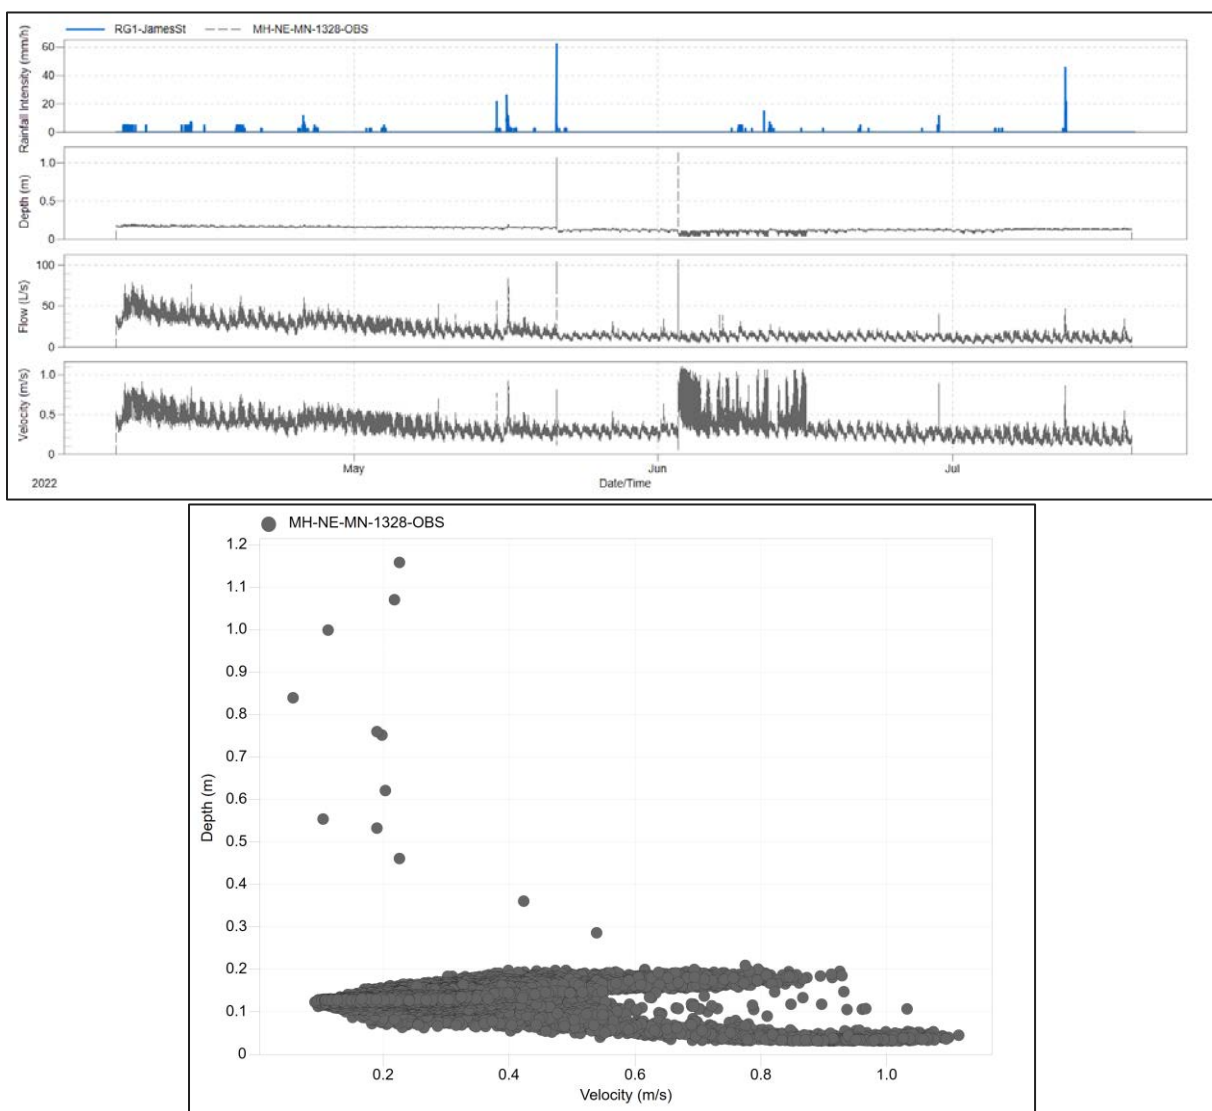 RG1-JamesSt MH-NE-MN-1328-OBS
Rainfall Intensity (mm/h)
60
40
20
0
Depth (m)
1.0
0.5
0
Flow (L/s)
100
50
0
Velocity (m/s)
1.0
0.5
0
May Jun Jul
2022 Date/Time
MH-NE-MN-1328-OBS
1.2
1.1
1.0
0.9
0.8
0.7
0.6
0.5
0.4
0.3
0.2
0.1
0
Depth (m)
0.2 0.4 0.6 0.8 1.0
Velocity (m/s)